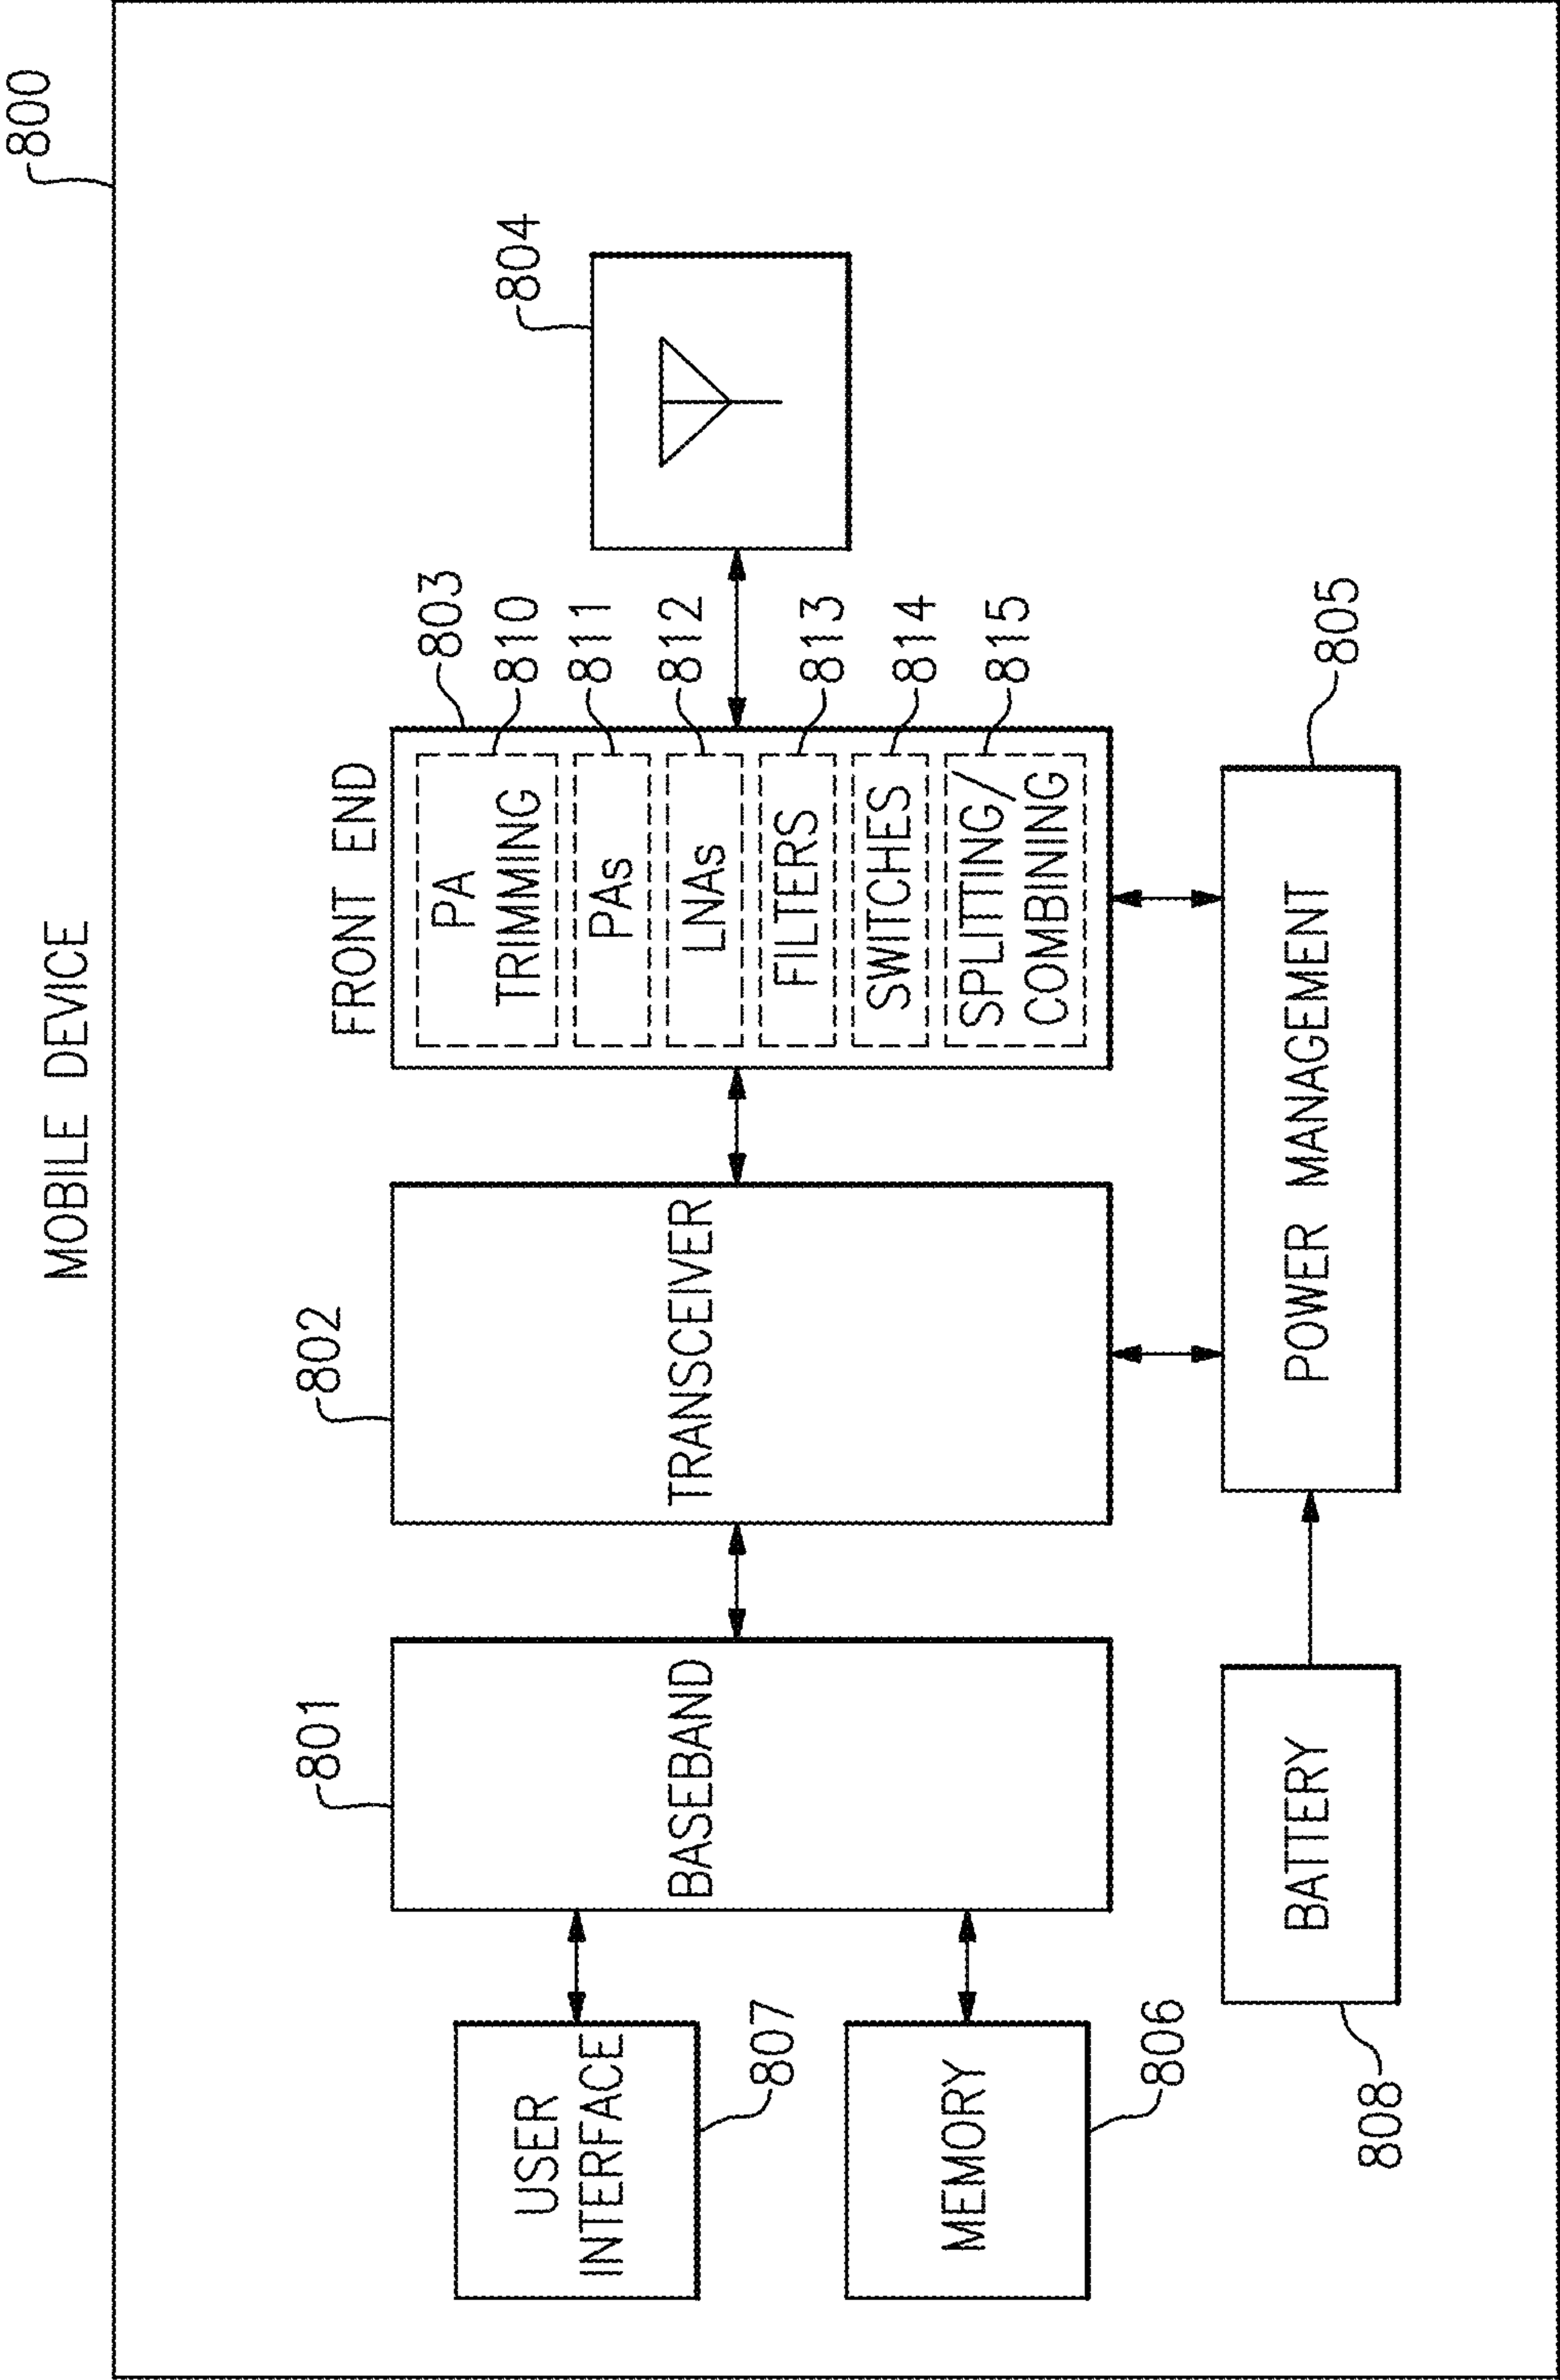 MOBILE DEVICE
800
802
801
FRONT END
803
804
PA
TRIMMING
810
PAs
811
LNAs
812
FILTERS
813
SWITCHES
814
SPLITTING/
COMBINING
815
USER
INTERFACE
807
BASEBAND
TRANSCEIVER
MEMORY
806
BATTERY
808
POWER MANAGEMENT
805